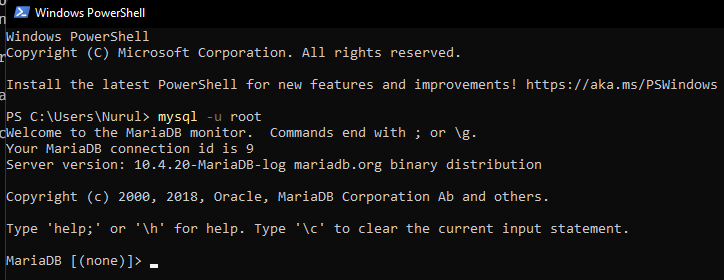 Windows PowerShell
Windows PowerShell
Copyright (C) Microsoft Corporation. All rights reserved.
Install the latest PowerShell for new features and improvements! https://aka.ms/PSWindows
PS C:\Users\Nurul> mysql -u root
Welcome to the MariaDB monitor.  Commands end with ; or \g.
Your MariaDB connection id is 9
Server version: 10.4.20-MariaDB-log mariadb.org binary distribution
Copyright (c) 2000, 2018, Oracle, MariaDB Corporation Ab and others.
Type 'help;' or '\h' for help. Type '\c' to clear the current input statement.
MariaDB [(none)]>